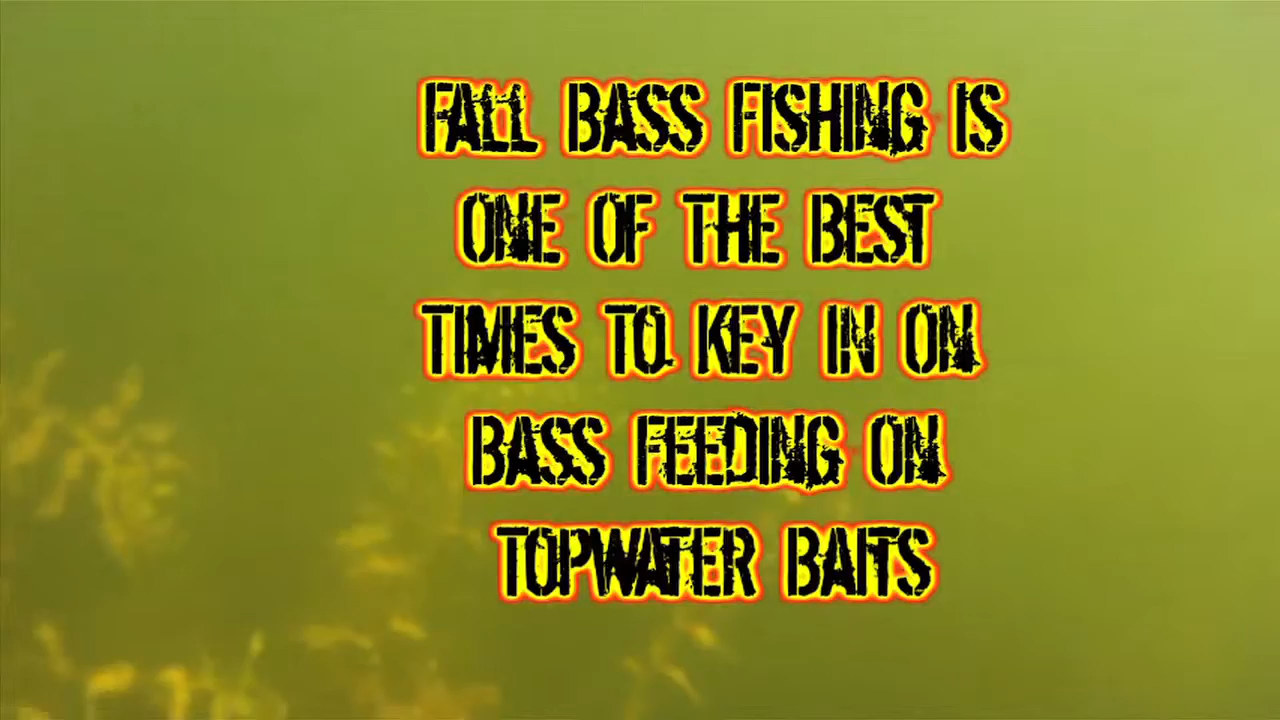 FALL BASS FISHING IS
ONE OF THE BEST
TIMES TO KEY IN ON
BASS FEEDING ON
TOPWATER BAITS